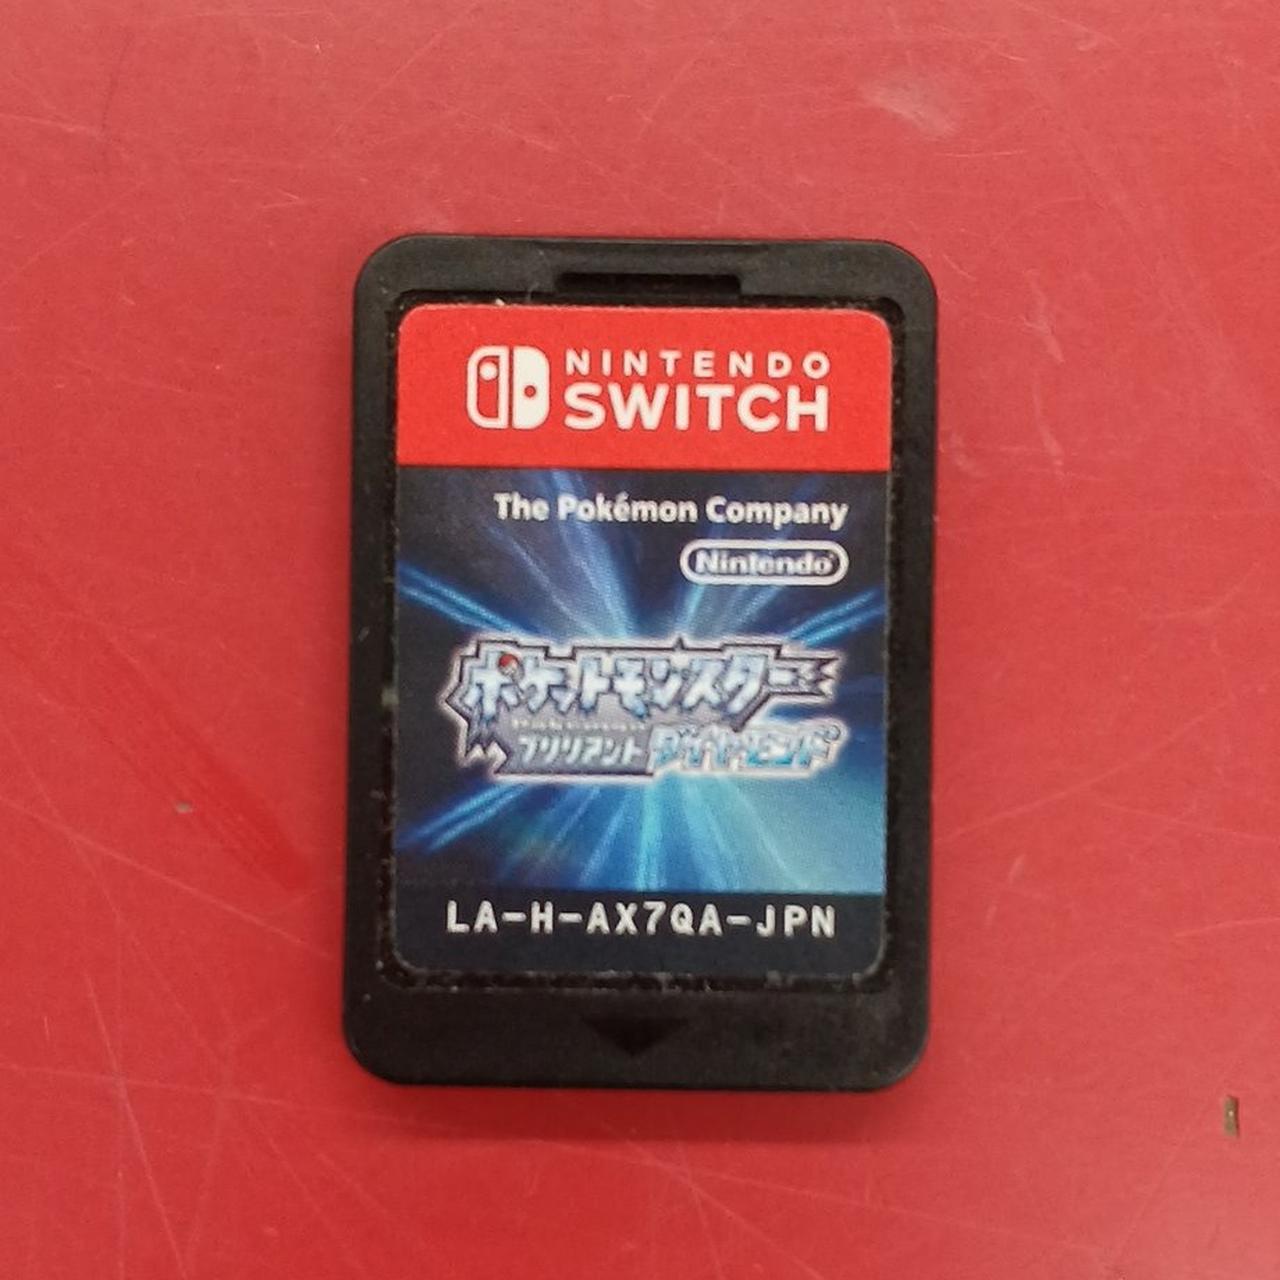 NINTENDO
SWITCH
The Pokémon Company
Nintendo
ポケットモンスター
ブリリアントダイヤモンド
LA-H-AX7QA-JPN